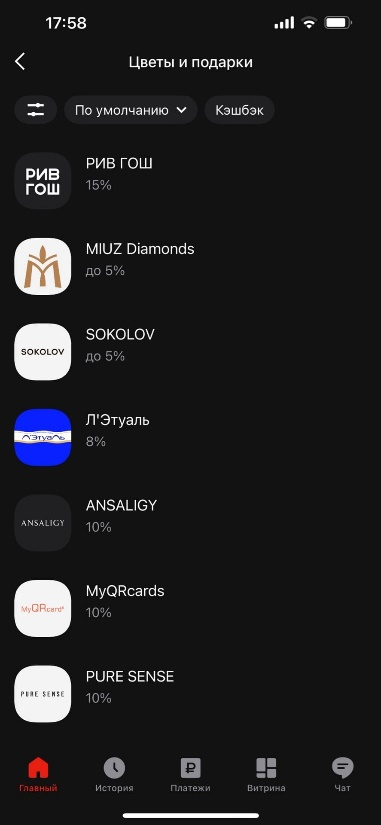 17:58
Цветы и подарки
По умолчанию
Кэшбэк
РИВ ГОШ
РИВ ГОШ
15%
MIUZ Diamonds
до 5%
SOKOLOV
SOKOLOV
до 5%
Л'ЭТУАЛЬ
Л'Этуаль
8%
ANSALIGY
ANSALIGY
10%
MyQRcard®
MyQRcards
10%
PURE SENSE
PURE SENSE
10%
Главный
История
Платежи
Витрина
Чат